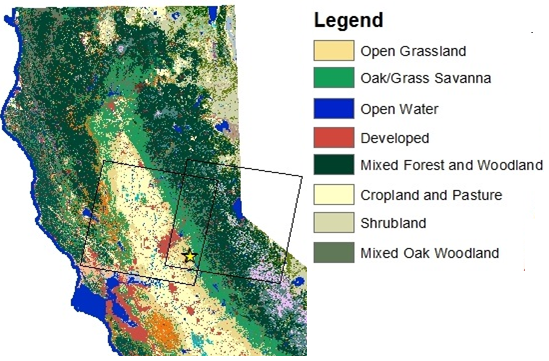 Legend
Open Grassland
Oak/Grass Savanna
Open Water
Developed
Mixed Forest and Woodland
Cropland and Pasture
Shrubland
Mixed Oak Woodland